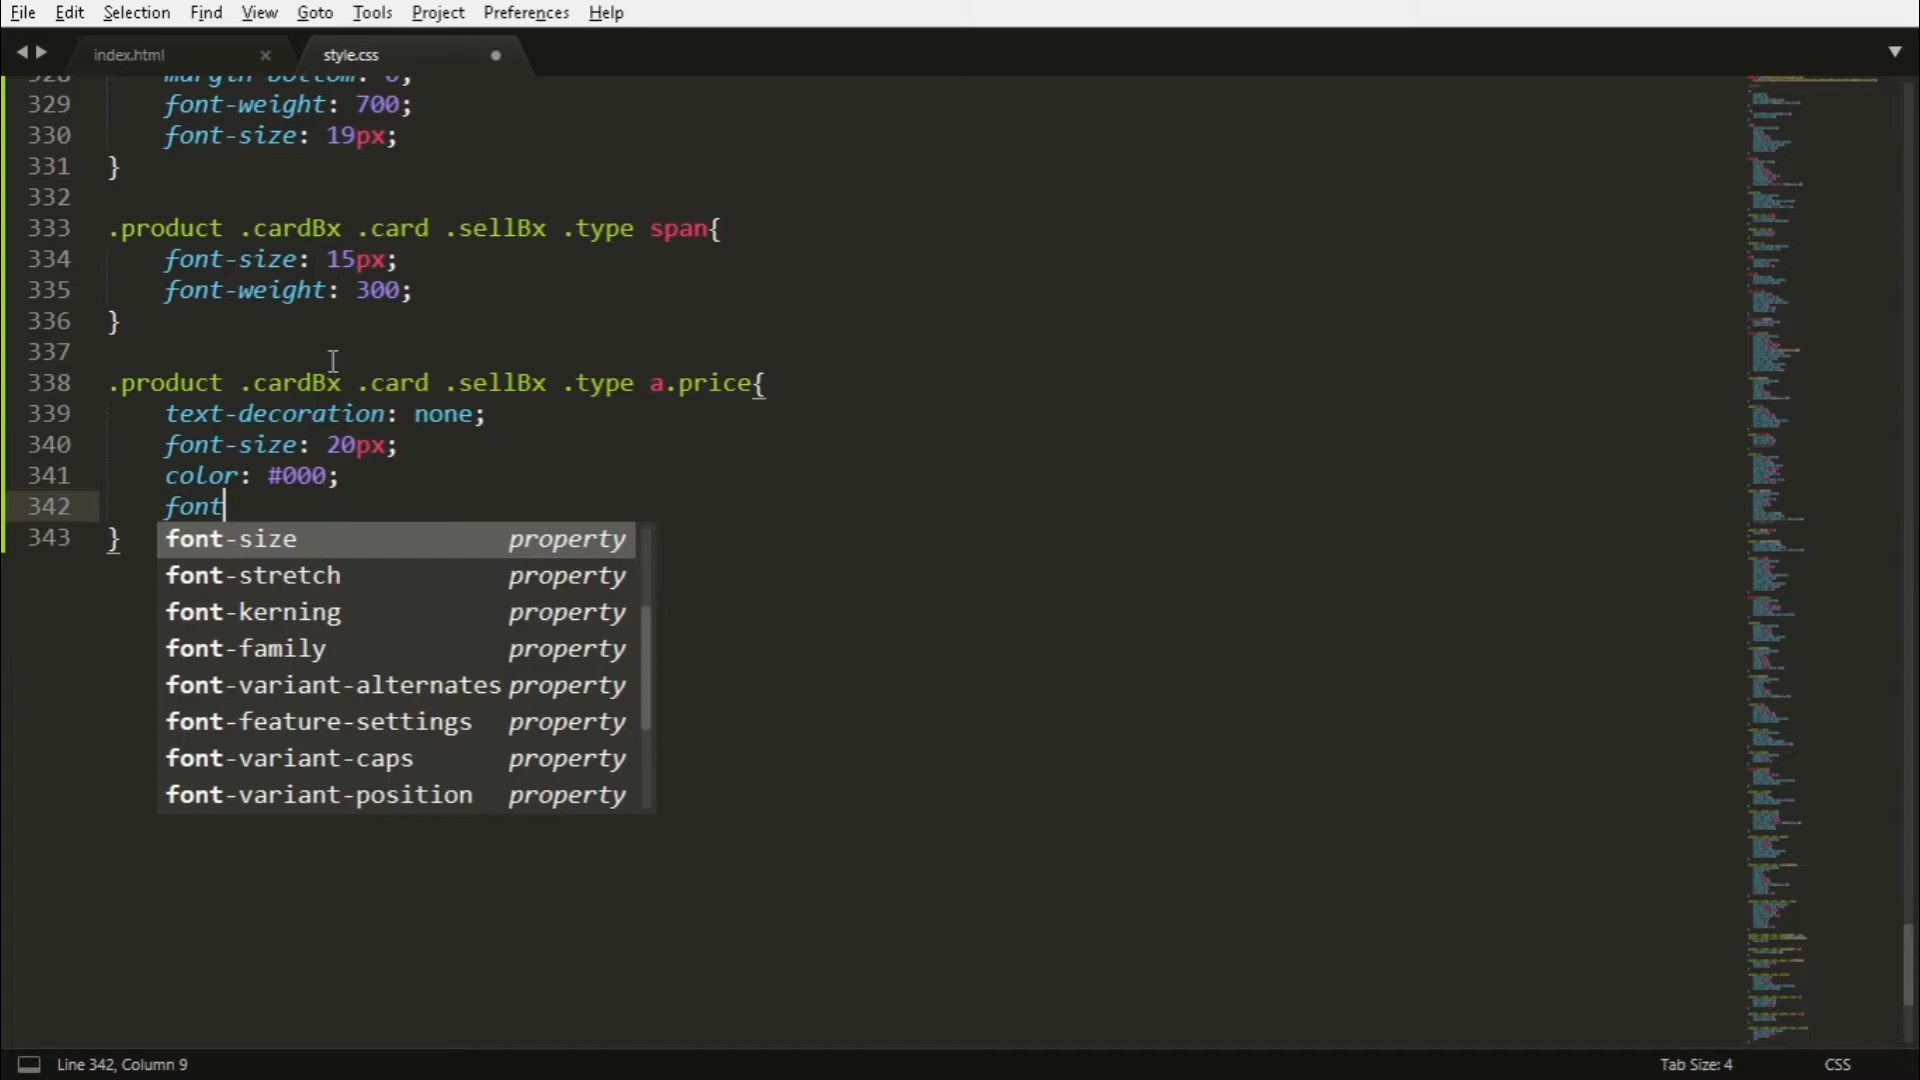 File Edit Selection Find View Goto Tools Project Preferences Help
index.html × style.css
328 margin-bottom: 0;
329 font-weight: 700;
330 font-size: 19px;
331 }
332
333 .product .cardBx .card .sellBx .type span{
334 font-size: 15px;
335 font-weight: 300;
336 }
337
338 .product .cardBx .card .sellBx .type a.price{
339 text-decoration: none;
340 font-size: 20px;
341 color: #000;
342 font
343 }
font-size property
font-stretch property
font-kerning property
font-family property
font-variant-alternates property
font-feature-settings property
font-variant-caps property
font-variant-position property
Line 342, Column 9
Tab Size: 4 CSS